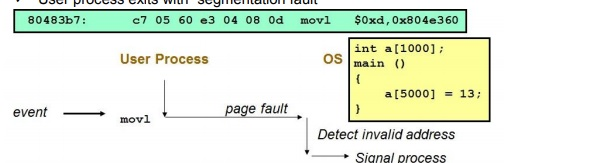 User process exits with "segmentation fault"
80483b7: c7 05 60 e3 04 08 0d movl $0xd,0x804e360
User Process OS
int a[1000];
main ()
{
a[5000] = 13;
}
event movl page fault
Detect invalid address
Signal process